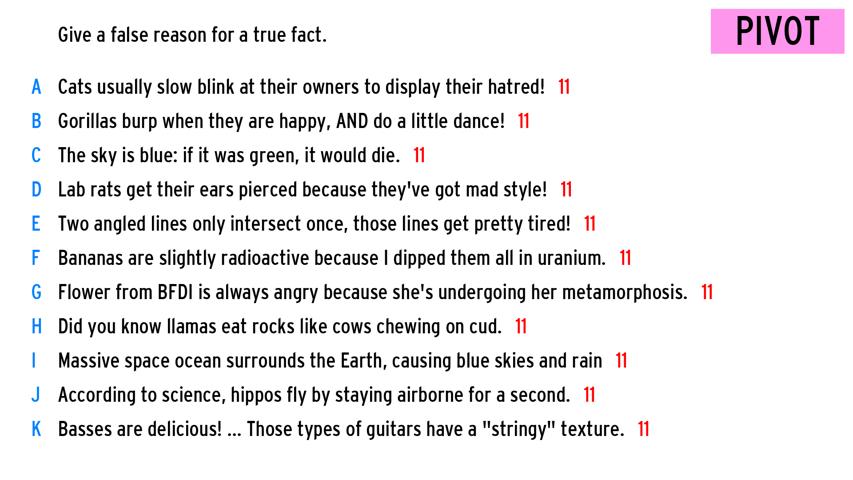 Give a false reason for a true fact.
PIVOT
A Cats usually slow blink at their owners to display their hatred! 11
B Gorillas burp when they are happy, AND do a little dance! 11
C The sky is blue: if it was green, it would die. 11
D Lab rats get their ears pierced because they've got mad style! 11
E Two angled lines only intersect once, those lines get pretty tired! 11
F Bananas are slightly radioactive because I dipped them all in uranium. 11
G Flower from BFDI is always angry because she's undergoing her metamorphosis. 11
H Did you know llamas eat rocks like cows chewing on cud. 11
I Massive space ocean surrounds the Earth, causing blue skies and rain 11
J According to science, hippos fly by staying airborne for a second. 11
K Basses are delicious! ... Those types of guitars have a "stringy" texture. 11